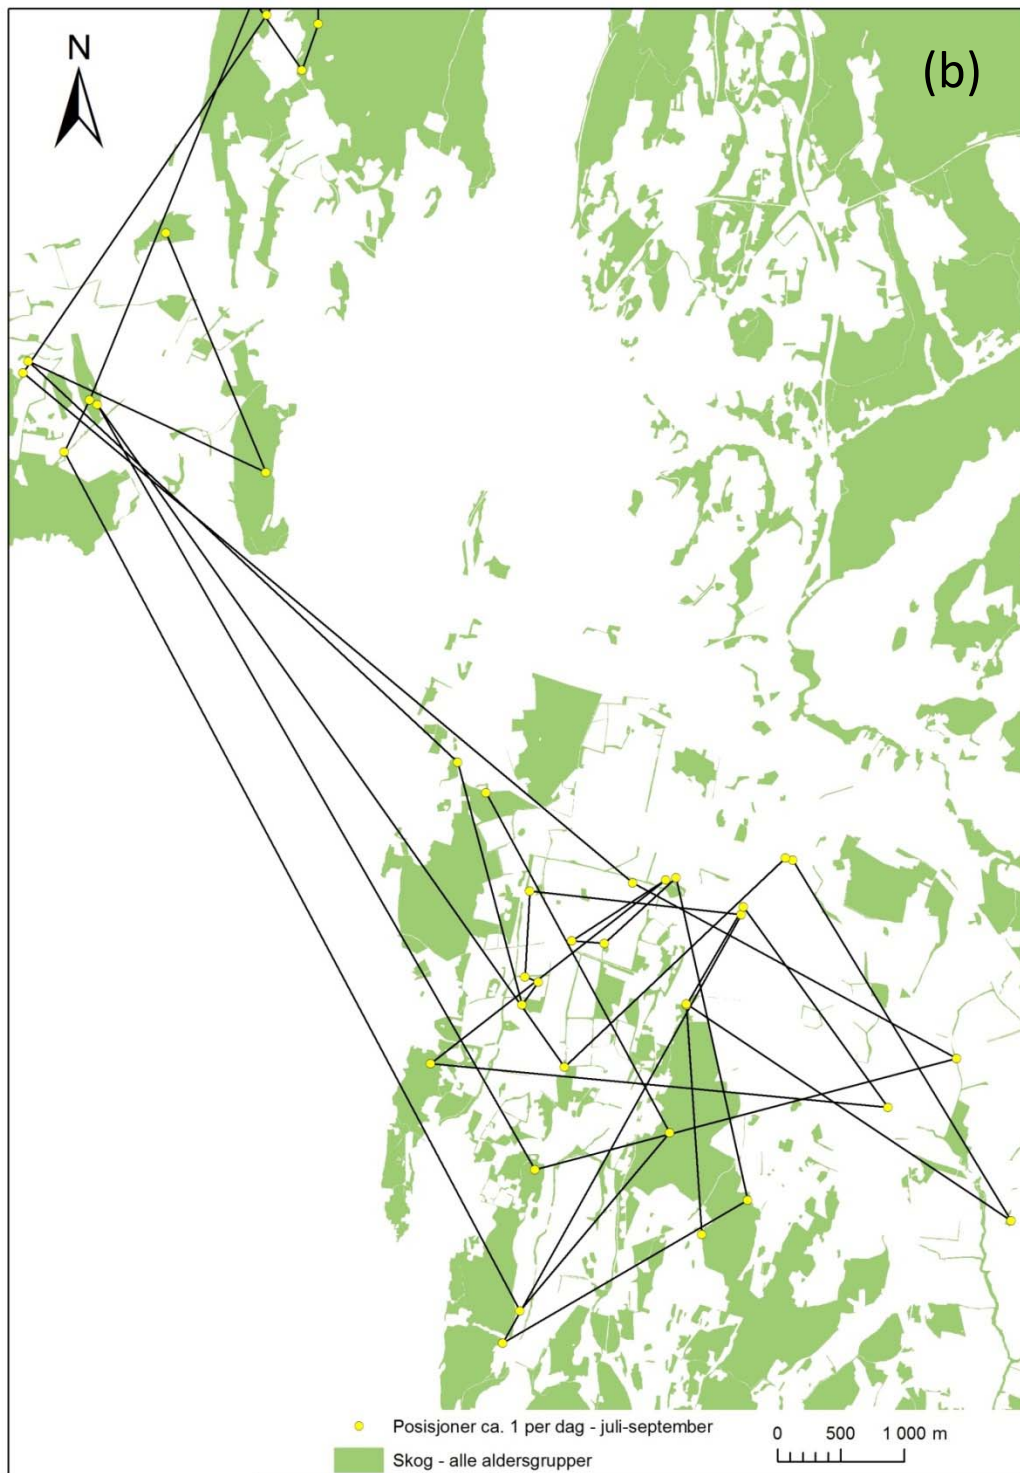 N
(b)
Posisjoner ca. 1 per dag - juli-september
Skog - alle aldersgrupper
0 500 1 000 m